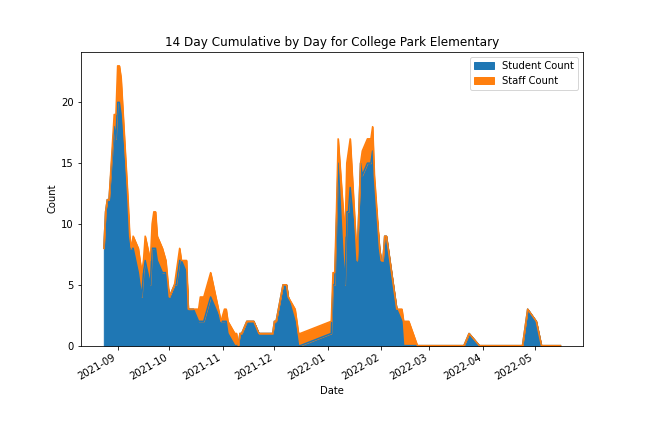 14 Day Cumulative by Day for College Park Elementary
Student Count
Staff Count
Count
20
15
10
5
0
2021-09
2021-10
2021-11
2021-12
2022-01
2022-02
2022-03
2022-04
2022-05
Date